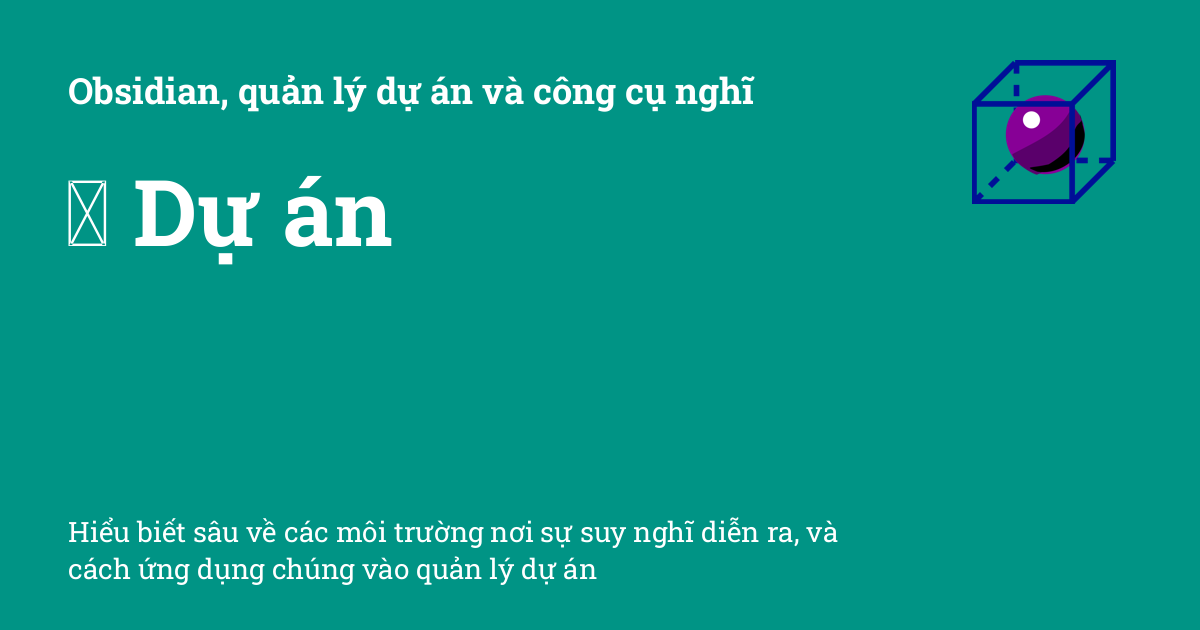 Obsidian, quản lý dự án và công cụ nghĩ
Dự án
Hiểu biết sâu về các môi trường nơi sự suy nghĩ diễn ra, và
cách ứng dụng chúng vào quản lý dự án